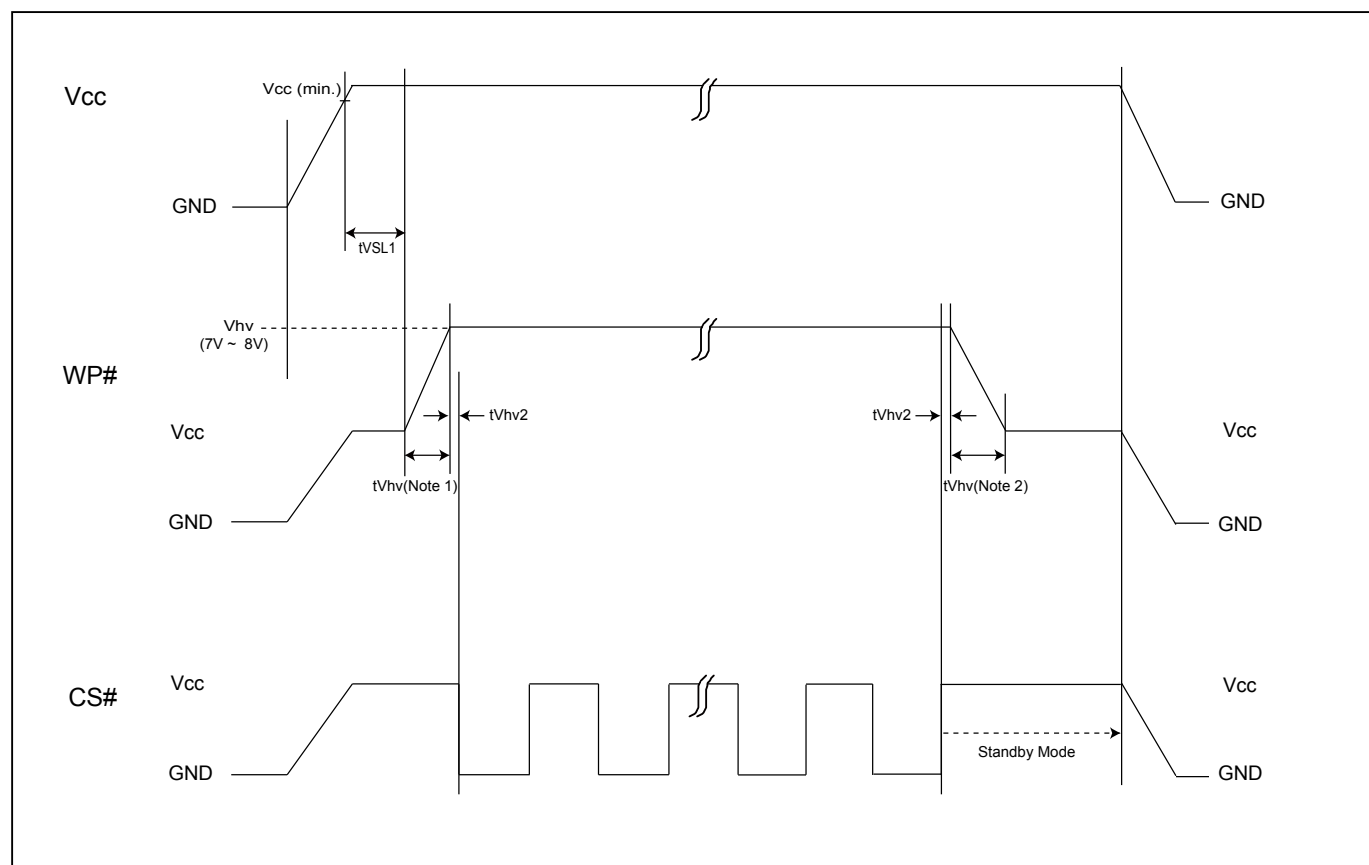 Vcc
Vcc (min.)
GND
GND
tVSL1
Vhv
(7V ~ 8V)
WP#
tVhv2
tVhv2
Vcc
Vcc
tVhv(Note 1)
tVhv(Note 2)
GND
GND
CS#
Vcc
Vcc
Standby Mode
GND
GND